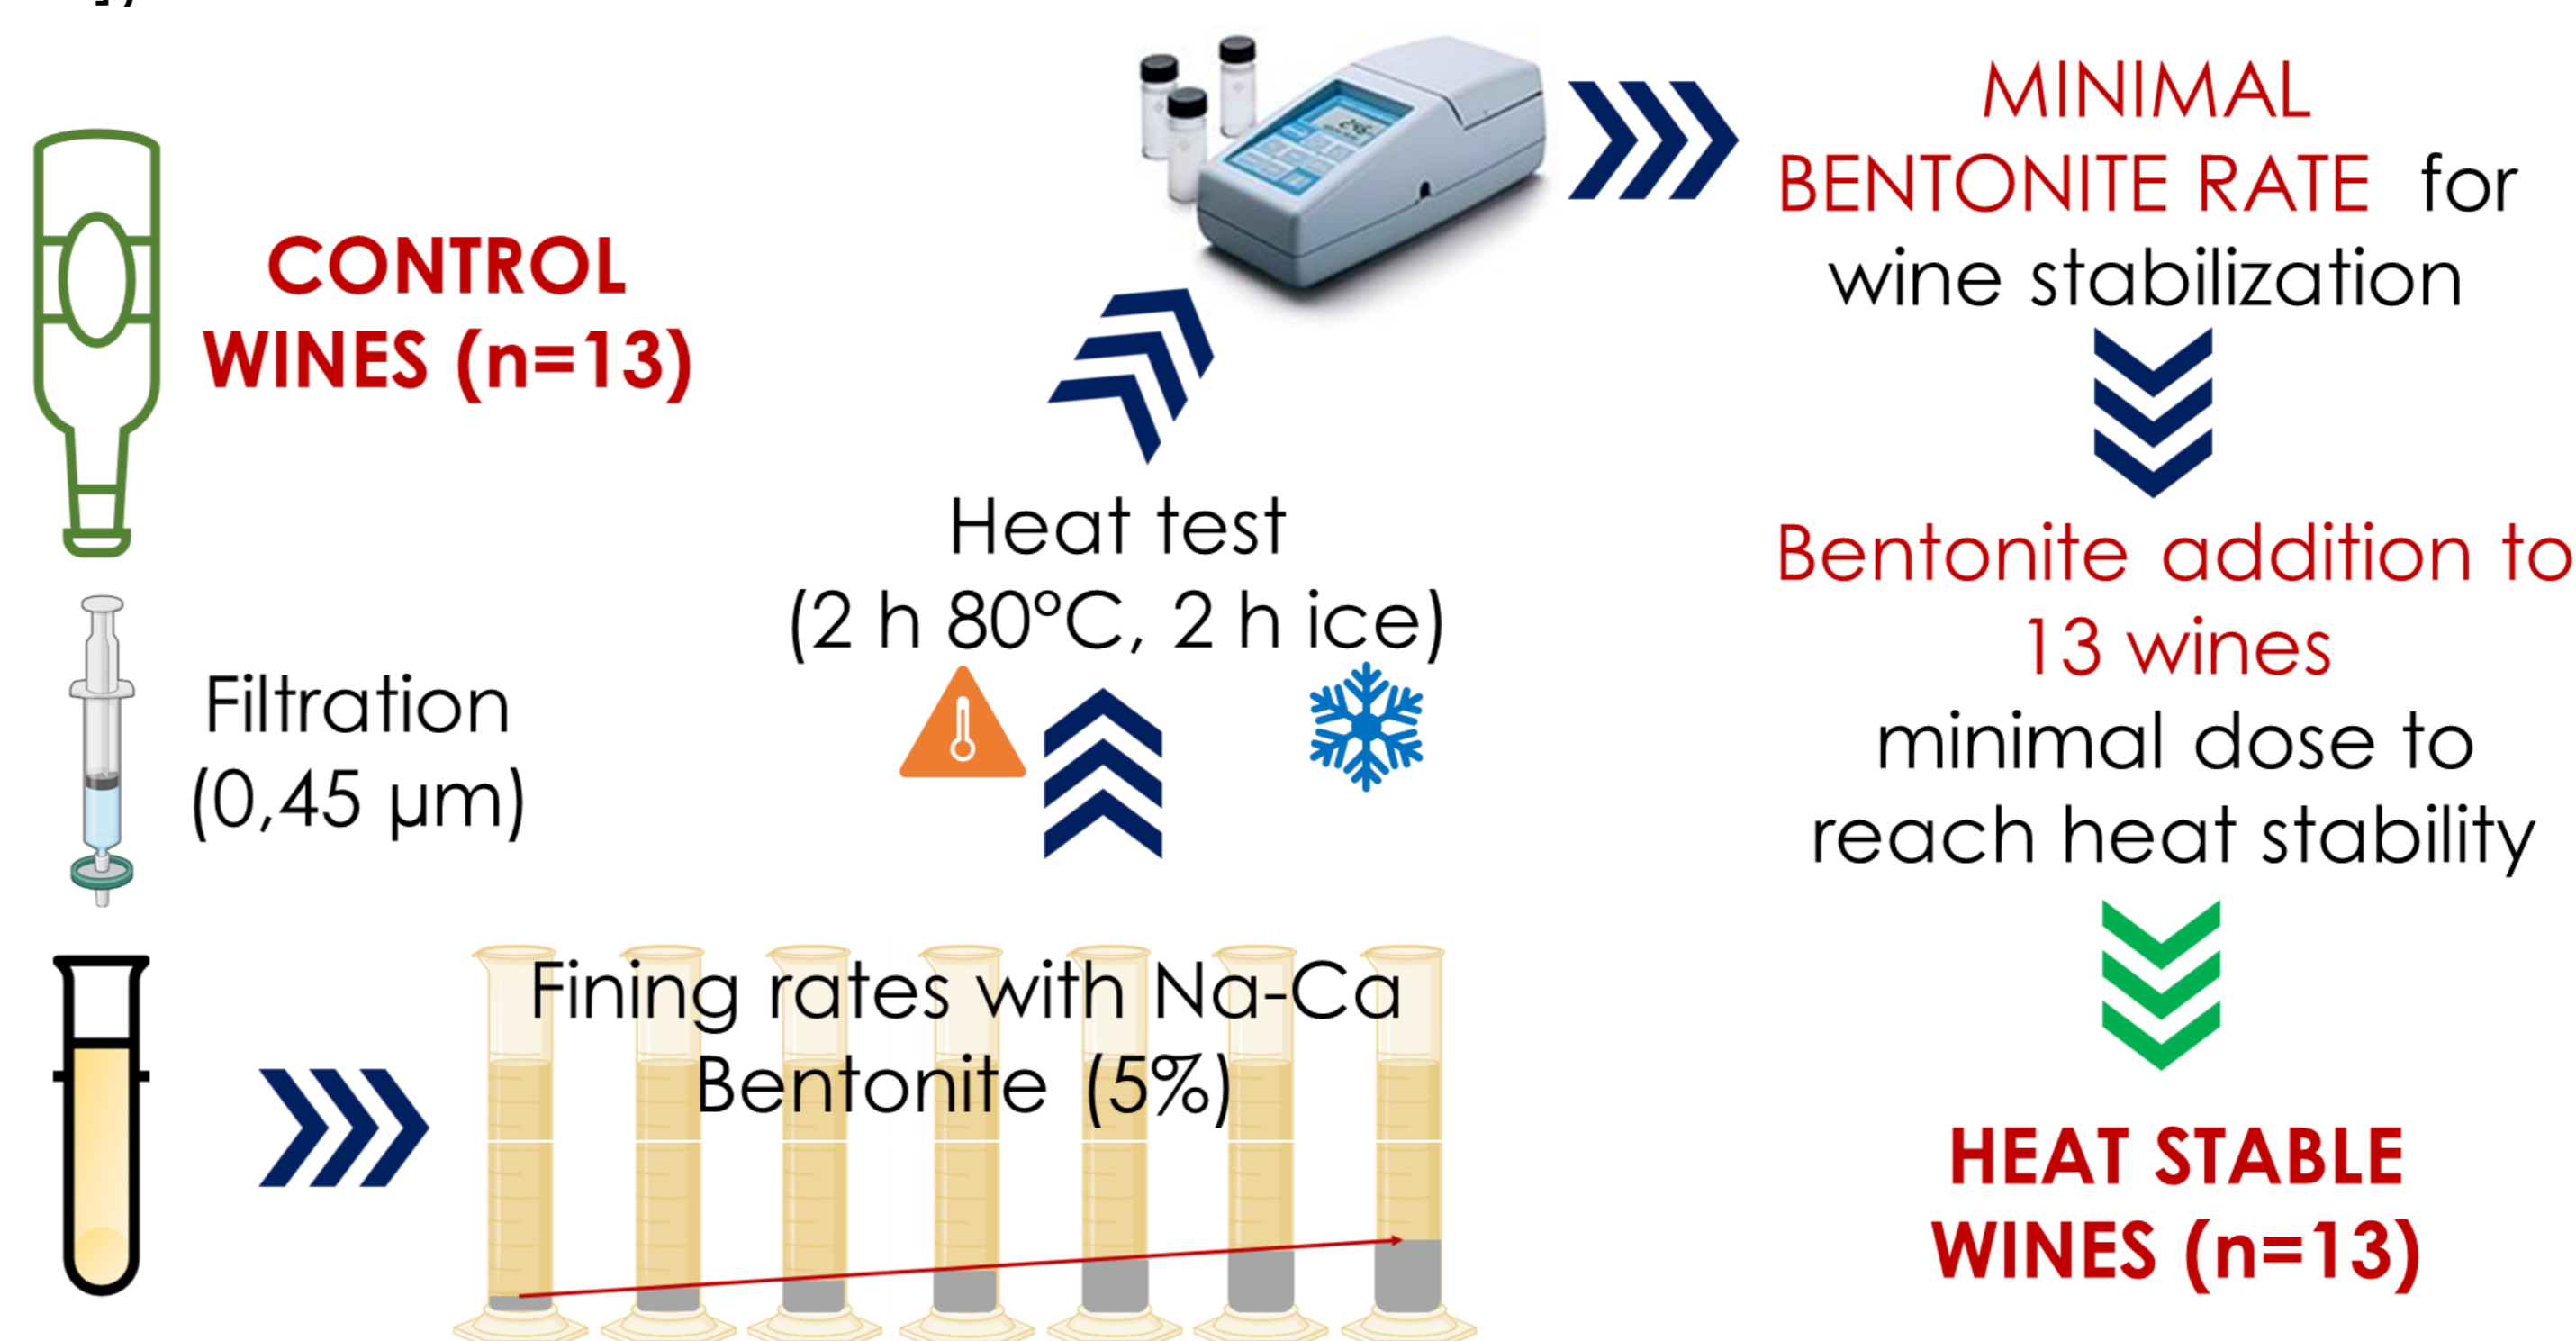 CONTROL
WINES (n=13)
Filtration
(0,45 µm)
Fining rates with Na-Ca
Bentonite (5%)
Heat test
(2 h 80°C, 2 h ice)
MINIMAL
BENTONITE RATE for
wine stabilization
Bentonite addition to
13 wines
minimal dose to
reach heat stability
HEAT STABLE
WINES (n=13)